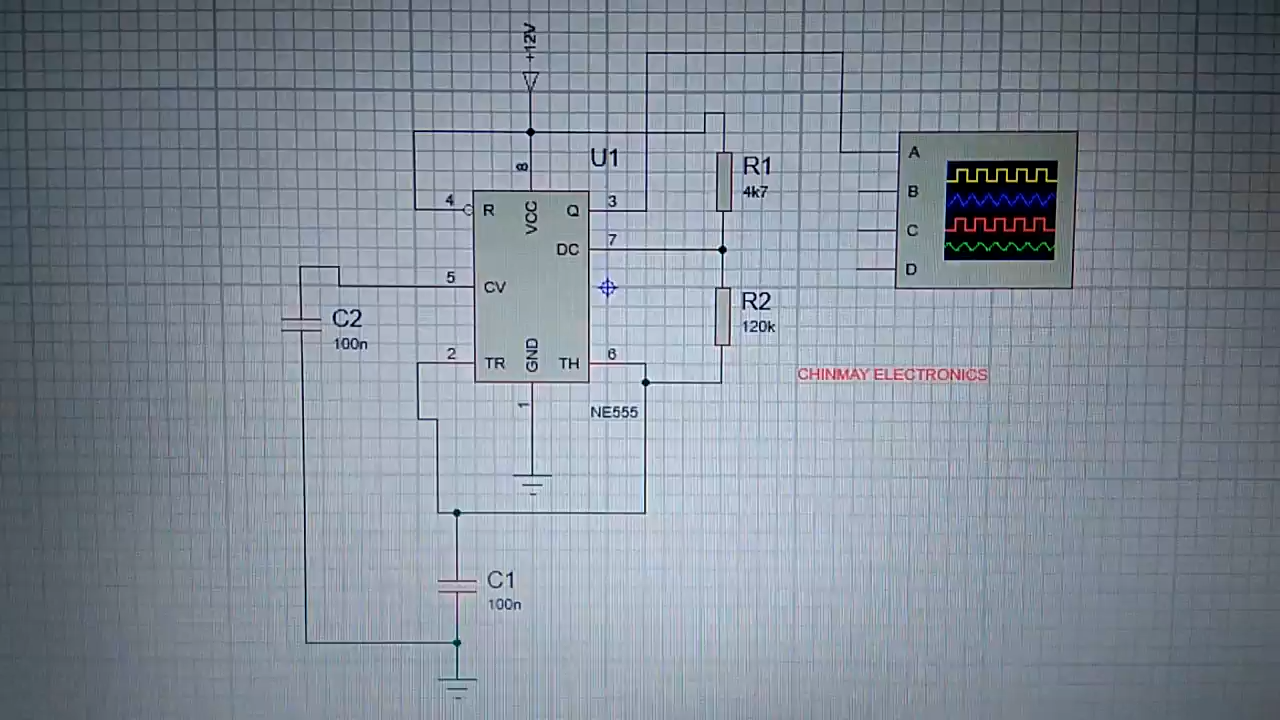 +12V
U1
8
4
R
VCC
Q
3
R1
4k7
DC
7
5
CV
C2
100n
R2
120k
2
TR
GND
TH
6
1
NE555
A
B
C
D
CHINMAY ELECTRONICS
C1
100n